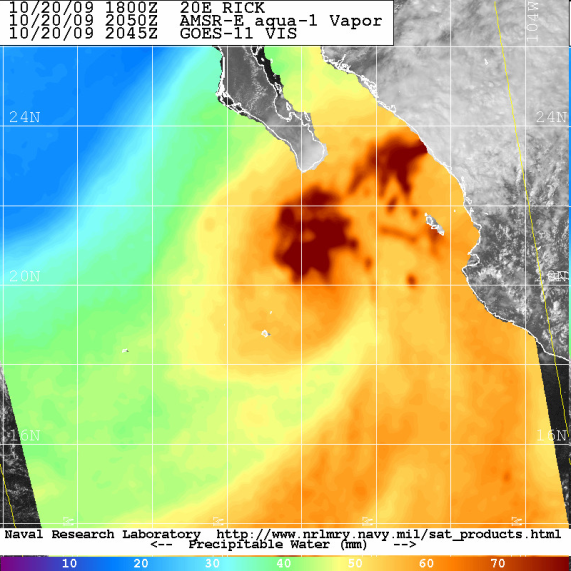 10/20/09 1800Z 20E RICK
10/20/09 2050Z AMSR-E aqua-1 Vapor
10/20/09 2045Z GOES-11 VIS
24N 24N
20N
16N
Naval Research Laboratory http://www.nrlmry.navy.mil/sat_products.html
<-- Precipitable Water (mm) -->
10 20 30 40 50 60 70